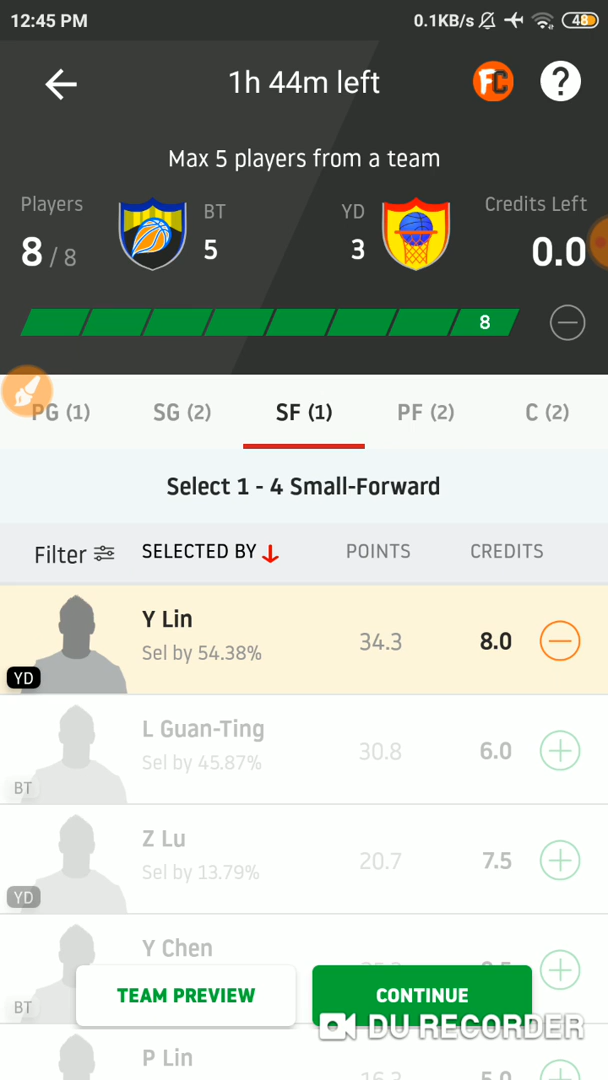 12:45 PM 0.1KB/s 48
1h 44m left FC ?
Max 5 players from a team
Players BT YD Credits Left
8 / 8 5 3 0.0
8
PG (1) SG (2) SF (1) PF (2) C (2)
Select 1 - 4 Small-Forward
Filter SELECTED BY POINTS CREDITS
Y Lin
Sel by 54.38% 34.3 8.0
YD
L Guan-Ting
Sel by 45.87% 30.8 6.0
BT
Z Lu
Sel by 13.79% 20.7 7.5
YD
Y Chen
BT
TEAM PREVIEW CONTINUE
DU RECORDER
P Lin